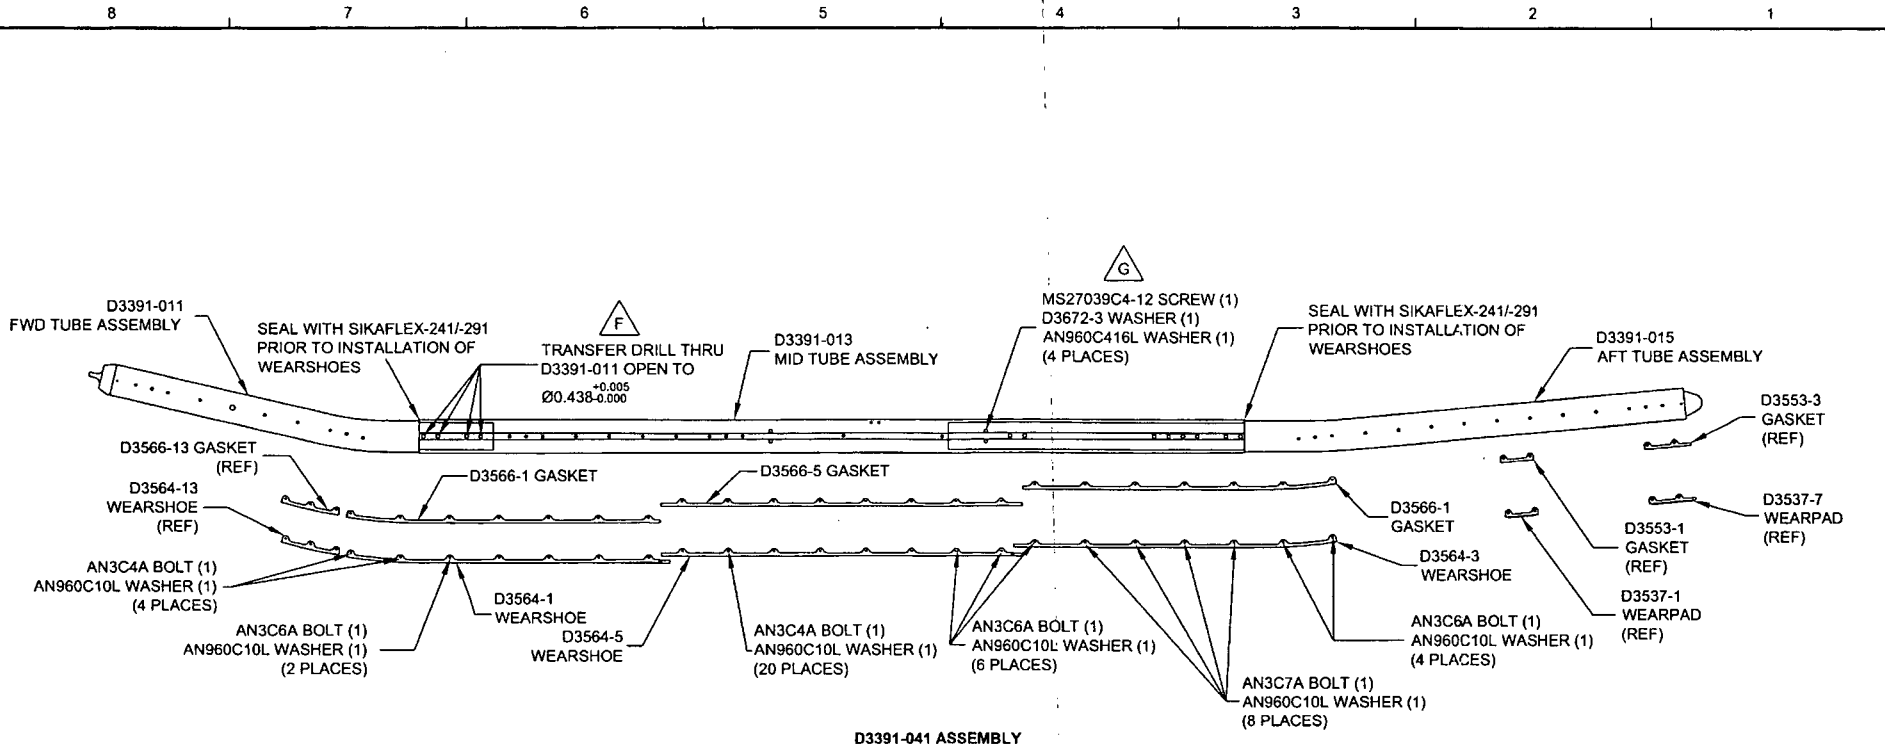 8 7 6 5 4 3 2 1
D3391-011
FWD TUBE ASSEMBLY
SEAL WITH SIKAFLEX-241/-291
PRIOR TO INSTALLATION OF
WEARSHOES
F
TRANSFER DRILL THRU
D3391-011 OPEN TO
Ø0.438 +0.005 -0.000
D3391-013
MID TUBE ASSEMBLY
G
MS27039C4-12 SCREW (1)
D3672-3 WASHER (1)
AN960C416L WASHER (1)
(4 PLACES)
SEAL WITH SIKAFLEX-241/-291
PRIOR TO INSTALLATION OF
WEARSHOES
D3391-015
AFT TUBE ASSEMBLY
D3553-3
GASKET
(REF)
D3566-13 GASKET
(REF)
D3566-1 GASKET
D3566-5 GASKET
D3564-13
WEARSHOE
(REF)
D3566-1
GASKET
D3553-1
GASKET
(REF)
D3537-7
WEARPAD
(REF)
AN3C4A BOLT (1)
AN960C10L WASHER (1)
(4 PLACES)
D3564-1
WEARSHOE
D3564-3
WEARSHOE
D3537-1
WEARPAD
(REF)
AN3C6A BOLT (1)
AN960C10L WASHER (1)
(2 PLACES)
D3564-5
WEARSHOE
AN3C4A BOLT (1)
AN960C10L WASHER (1)
(20 PLACES)
AN3C6A BOLT (1)
AN960C10L WASHER (1)
(6 PLACES)
AN3C6A BOLT (1)
AN960C10L WASHER (1)
(4 PLACES)
AN3C7A BOLT (1)
AN960C10L WASHER (1)
(8 PLACES)
D3391-041 ASSEMBLY